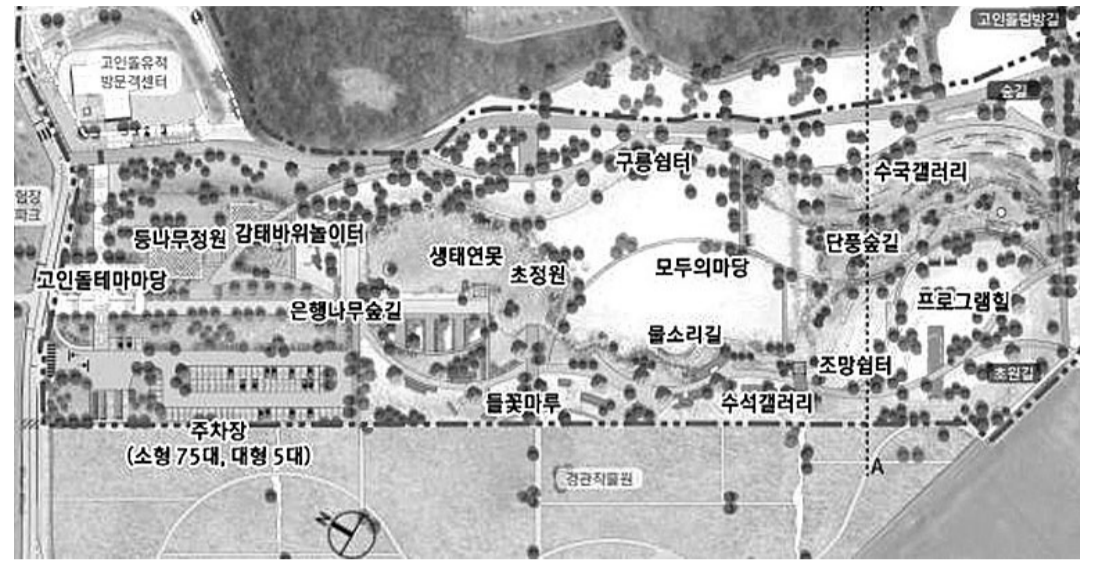 A
고인돌탐방길
고인돌유적
방문객센터
숲길
구릉쉼터
수국갤러리
험장
파크
등나무정원
감태바위놀이터
생태연못
초정원
모두의마당
단풍숲길
고인돌테마마당
은행나무숲길
프로그램힐
물소리길
조망쉼터
초원길
들꽃마루
수석갤러리
주차장
(소형 75대, 대형 5대)
A
경관작물원
N